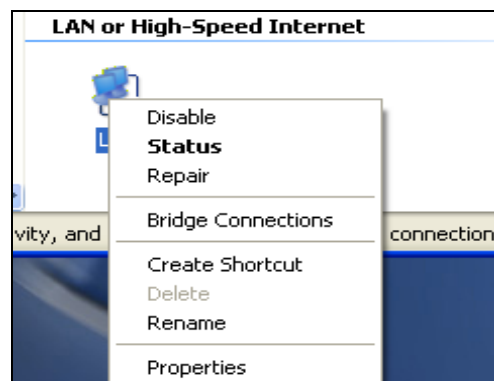 LAN or High-Speed Internet
L
Disable
Status
Repair
Bridge Connections
vity, and
connection
Create Shortcut
Delete
Rename
Properties